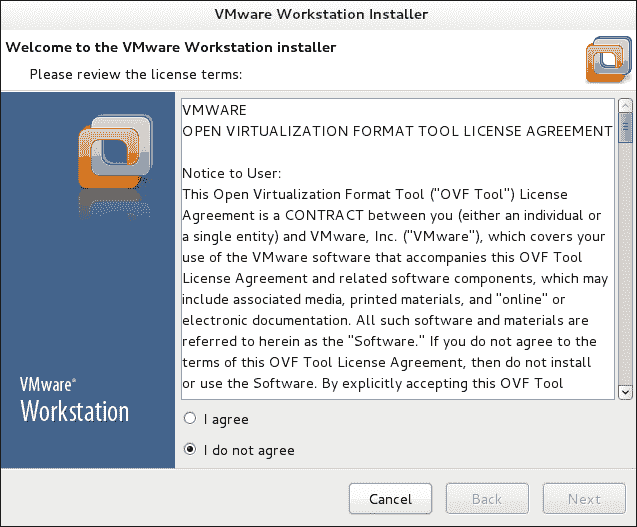 VMware Workstation Installer
Welcome to the VMware Workstation installer
Please review the license terms:
VMWARE
OPEN VIRTUALIZATION FORMAT TOOL LICENSE AGREEMENT
Notice to User:
This Open Virtualization Format Tool ("OVF Tool") License
Agreement is a CONTRACT between you (either an individual or
a single entity) and VMware, Inc. ("VMware"), which covers your
use of the VMware software that accompanies this OVF Tool
License Agreement and related software components, which may
include associated media, printed materials, and "online" or
electronic documentation. All such software and materials are
referred to herein as the "Software." If you do not agree to the
terms of this OVF Tool License Agreement, then do not install
or use the Software. By explicitly accepting this OVF Tool
VMware®
Workstation
I agree
I do not agree
Cancel
Back
Next